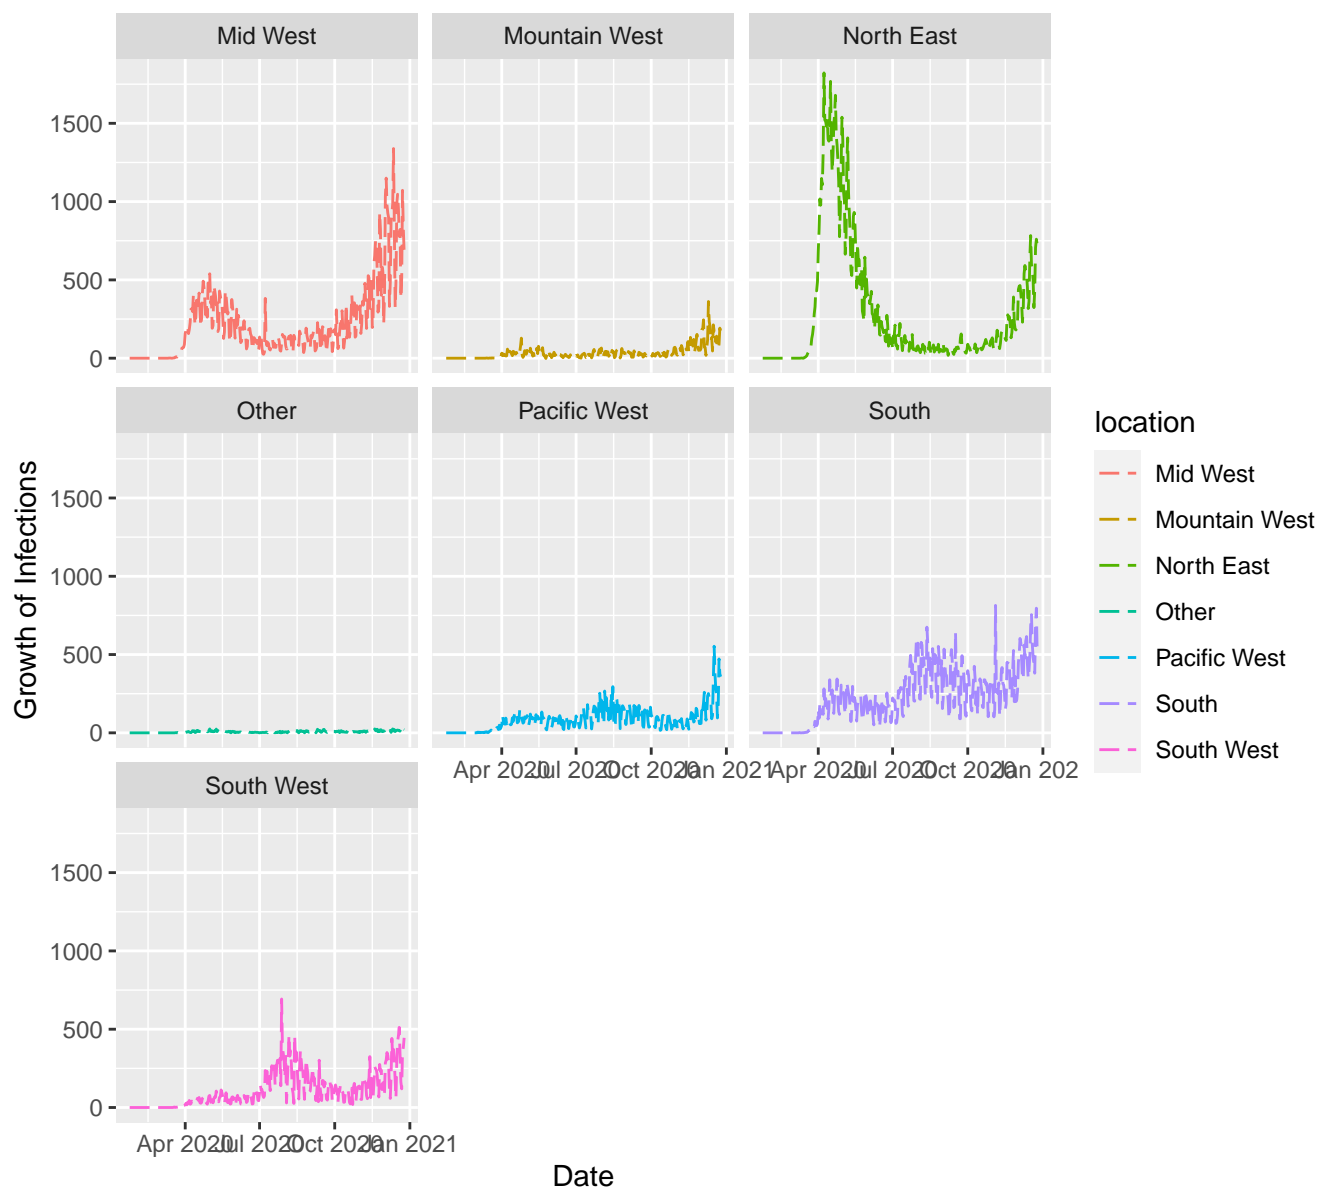 Mid West
Mountain West
North East
1500
1000
500
0
Other
Pacific West
South
1500
1000
500
0
Apr 2020 Jul 2020 Oct 2020 Jan 2021
Apr 2020 Jul 2020 Oct 2020 Jan 202
South West
1500
1000
500
0
Apr 2020 Jul 2020 Oct 2020 Jan 2021
Date
Growth of Infections
location
Mid West
Mountain West
North East
Other
Pacific West
South
South West